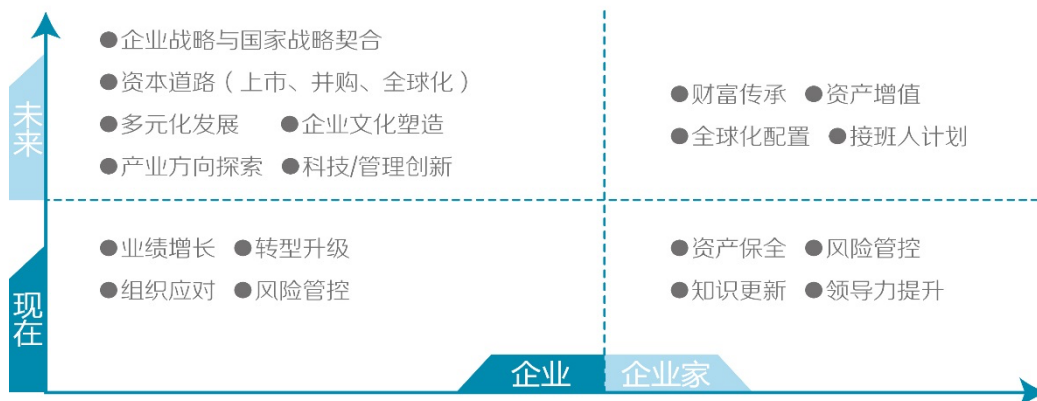 未来
●企业战略与国家战略契合
●资本道路（上市、并购、全球化）
●多元化发展 ●企业文化塑造
●产业方向探索 ●科技/管理创新
●财富传承 ●资产增值
●全球化配置 ●接班人计划
现在
●业绩增长 ●转型升级
●组织应对 ●风险管控
●资产保全 ●风险管控
●知识更新 ●领导力提升
企业 企业家